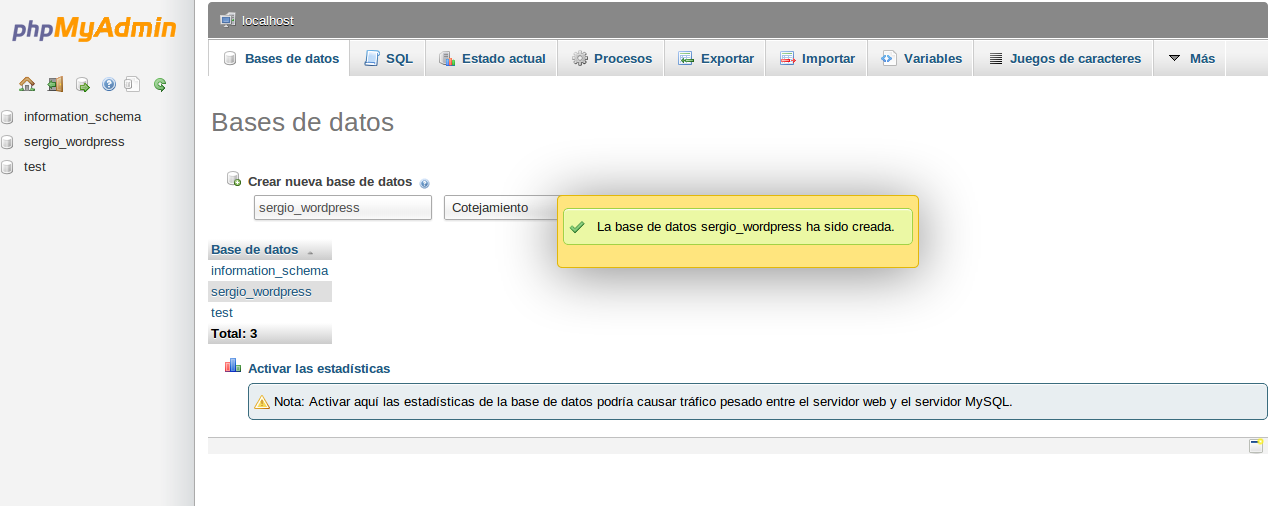 phpMyAdmin
localhost
Bases de datos SQL Estado actual Procesos Exportar Importar Variables Juegos de caracteres Más
information_schema
sergio_wordpress
test
Bases de datos
Crear nueva base de datos
sergio_wordpress Cotejamiento
La base de datos sergio_wordpress ha sido creada.
Base de datos
information_schema
sergio_wordpress
test
Total: 3
Activar las estadísticas
Nota: Activar aquí las estadísticas de la base de datos podría causar tráfico pesado entre el servidor web y el servidor MySQL.